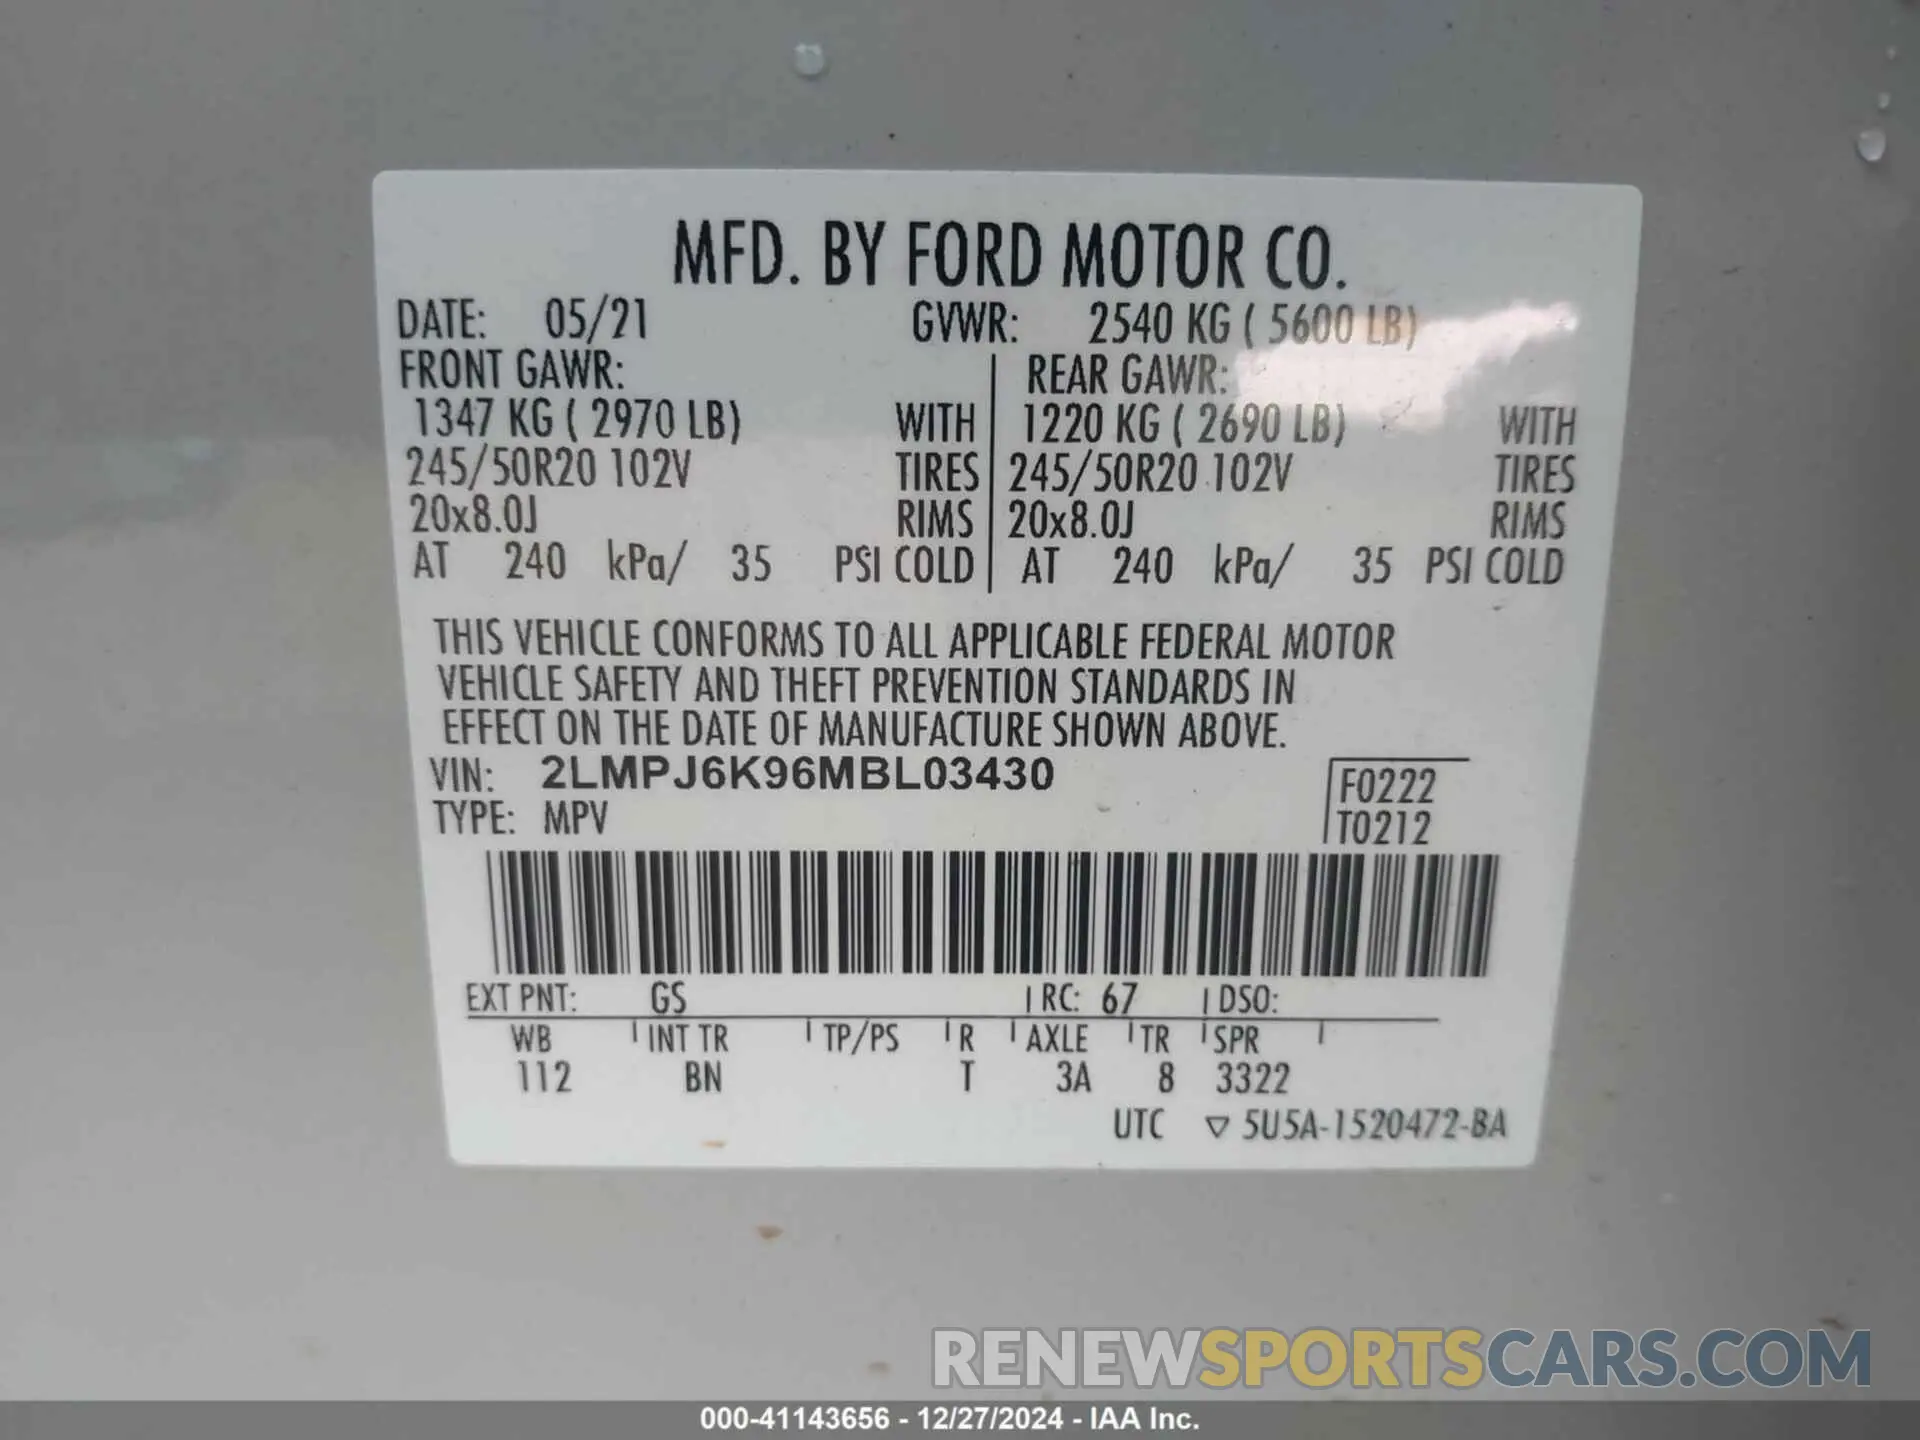 MFD. BY FORD MOTOR CO.
DATE: 05/21 GVWR: 2540 KG ( 5600 LB)
FRONT GAWR: REAR GAWR:
1347 KG ( 2970 LB) WITH 1220 KG ( 2690 LB) WITH
245/50R20 102V TIRES 245/50R20 102V TIRES
20x8.0J RIMS 20x8.0J RIMS
AT 240 kPa/ 35 PSI COLD AT 240 kPa/ 35 PSI COLD
THIS VEHICLE CONFORMS TO ALL APPLICABLE FEDERAL MOTOR
VEHICLE SAFETY AND THEFT PREVENTION STANDARDS IN
EFFECT ON THE DATE OF MANUFACTURE SHOWN ABOVE.
VIN: 2LMPJ6K96MBL03430 F0222
TYPE: MPV T0212
EXT PNT: GS RC: 67 DSO:
WB INT TR TP/PS R AXLE TR SPR
112 BN T 3A 8 3322
UTC ▽ 5U5A-1520472-BA
RENEWSPORTSCARS.COM
000-41143656 - 12/27/2024 - IAA Inc.